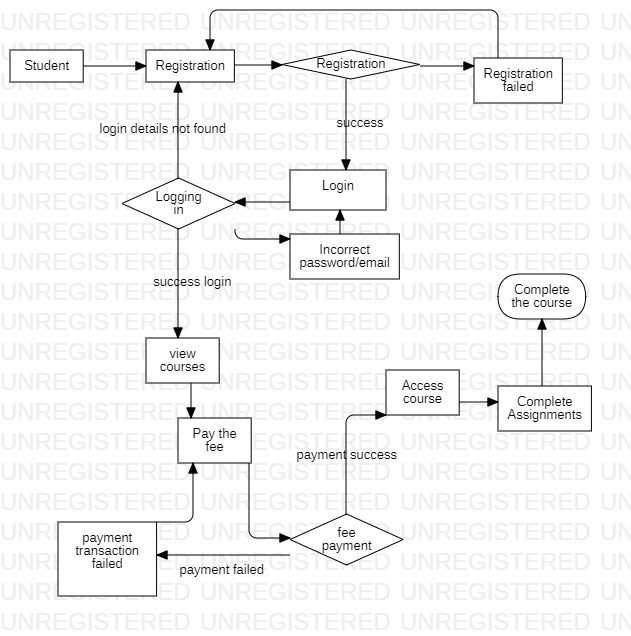 UNREGISTERED UNREGISTERED UNREGISTERED UNREGISTERED
Student
Registration
Registration
Registration
failed
login details not found
success
Logging
in
Login
Incorrect
password/email
success login
Complete
the course
view
courses
Access
course
Complete
Assignments
Pay the
fee
payment success
payment
transaction
failed
fee
payment
payment failed